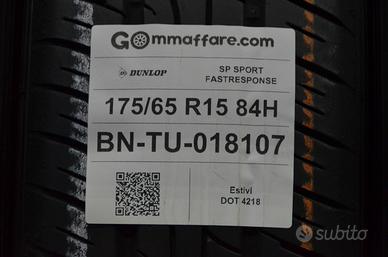 GOmmaffare.com
DUNLOP
SP SPORT
FASTRESPONSE
175/65 R15 84H
BN-TU-018107
Estivi
DOT 4218
subito